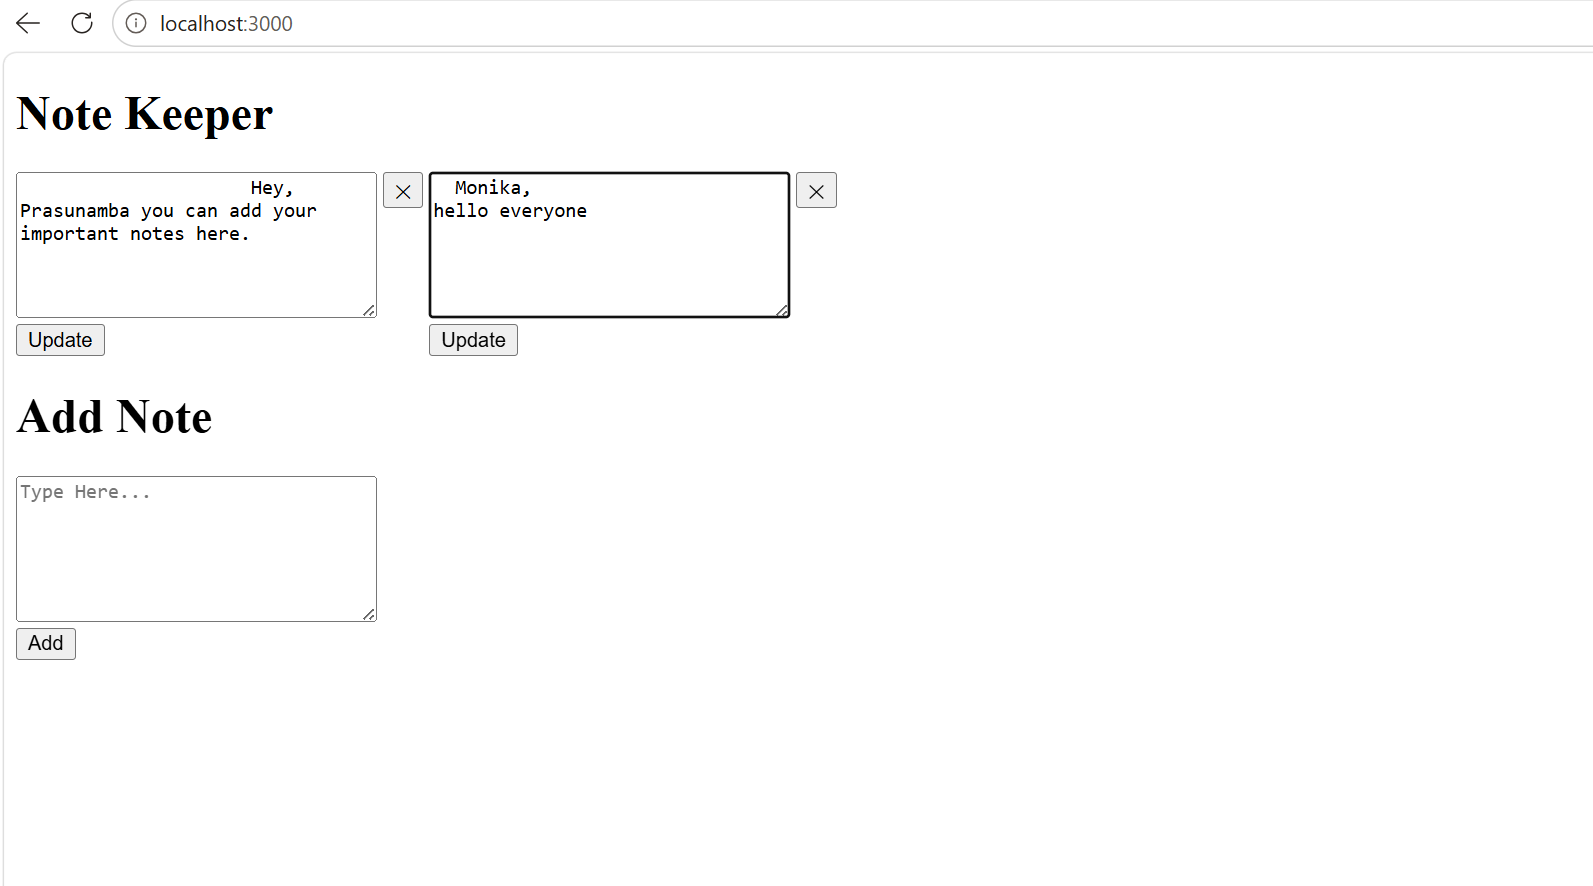 localhost:3000
Note Keeper
Hey,
Prasunamba you can add your
important notes here.
Monika,
hello everyone
Update
Update
Add Note
Type Here...
Add